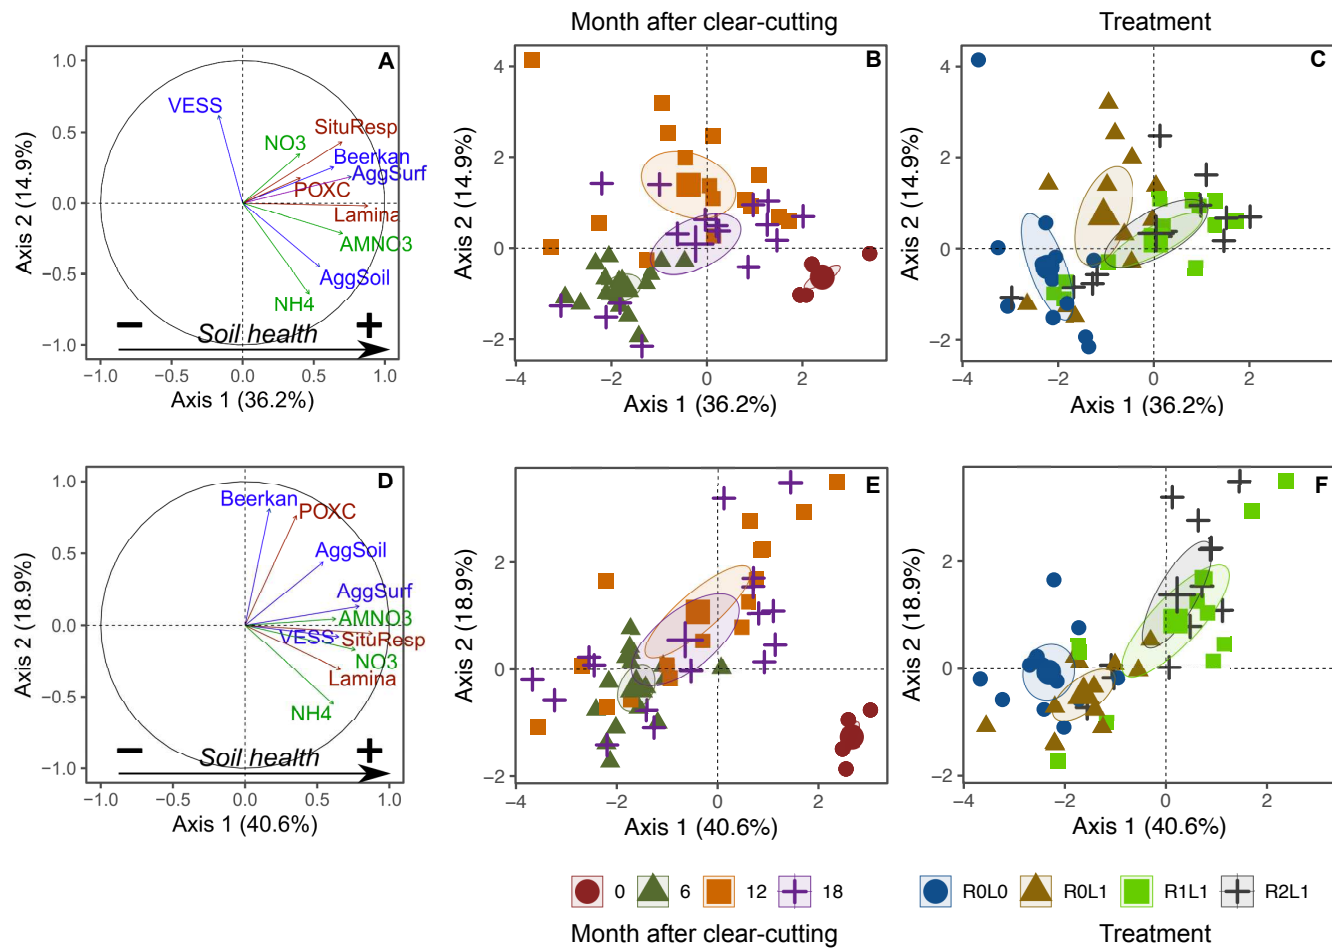 Month after clear-cutting
Treatment
A
VESS
NO3
SituResp
Beerkan
AggSurf
POXC
Lamina
AMNO3
AggSoil
NH4
− Soil health +
1.0
0.5
0.0
−0.5
−1.0
−1.0 −0.5 0.0 0.5 1.0
Axis 1 (36.2%)
Axis 2 (14.9%)
B
4
2
0
−2
−4 −2 0 2
Axis 1 (36.2%)
Axis 2 (14.9%)
C
4
2
0
−2
−4 −2 0 2
Axis 1 (36.2%)
Axis 2 (14.9%)
D
Beerkan
POXC
AggSoil
AggSurf
AMNO3
VESS
SituResp
NO3
Lamina
NH4
− Soil health +
1.0
0.5
0.0
−0.5
−1.0
−1.0 −0.5 0.0 0.5 1.0
Axis 1 (40.6%)
Axis 2 (18.9%)
E
2
0
−2
−4 −2 0 2
Axis 1 (40.6%)
Axis 2 (18.9%)
F
2
0
−2
−4 −2 0 2
Axis 1 (40.6%)
Axis 2 (18.9%)
0 6 12 18
Month after clear-cutting
R0L0 R0L1 R1L1 R2L1
Treatment